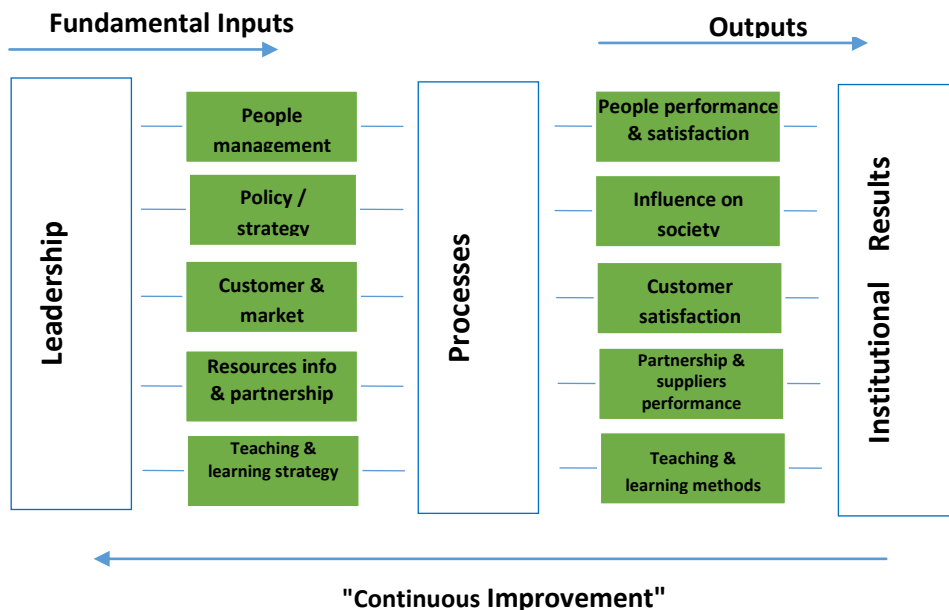 Fundamental Inputs
Outputs
Leadership
People
management
Policy /
strategy
Customer &
market
Resources info
& partnership
Teaching &
learning strategy
Processes
People performance
& satisfaction
Influence on
society
Customer
satisfaction
Partnership &
suppliers
performance
Teaching &
learning methods
Institutional Results
"Continuous Improvement"